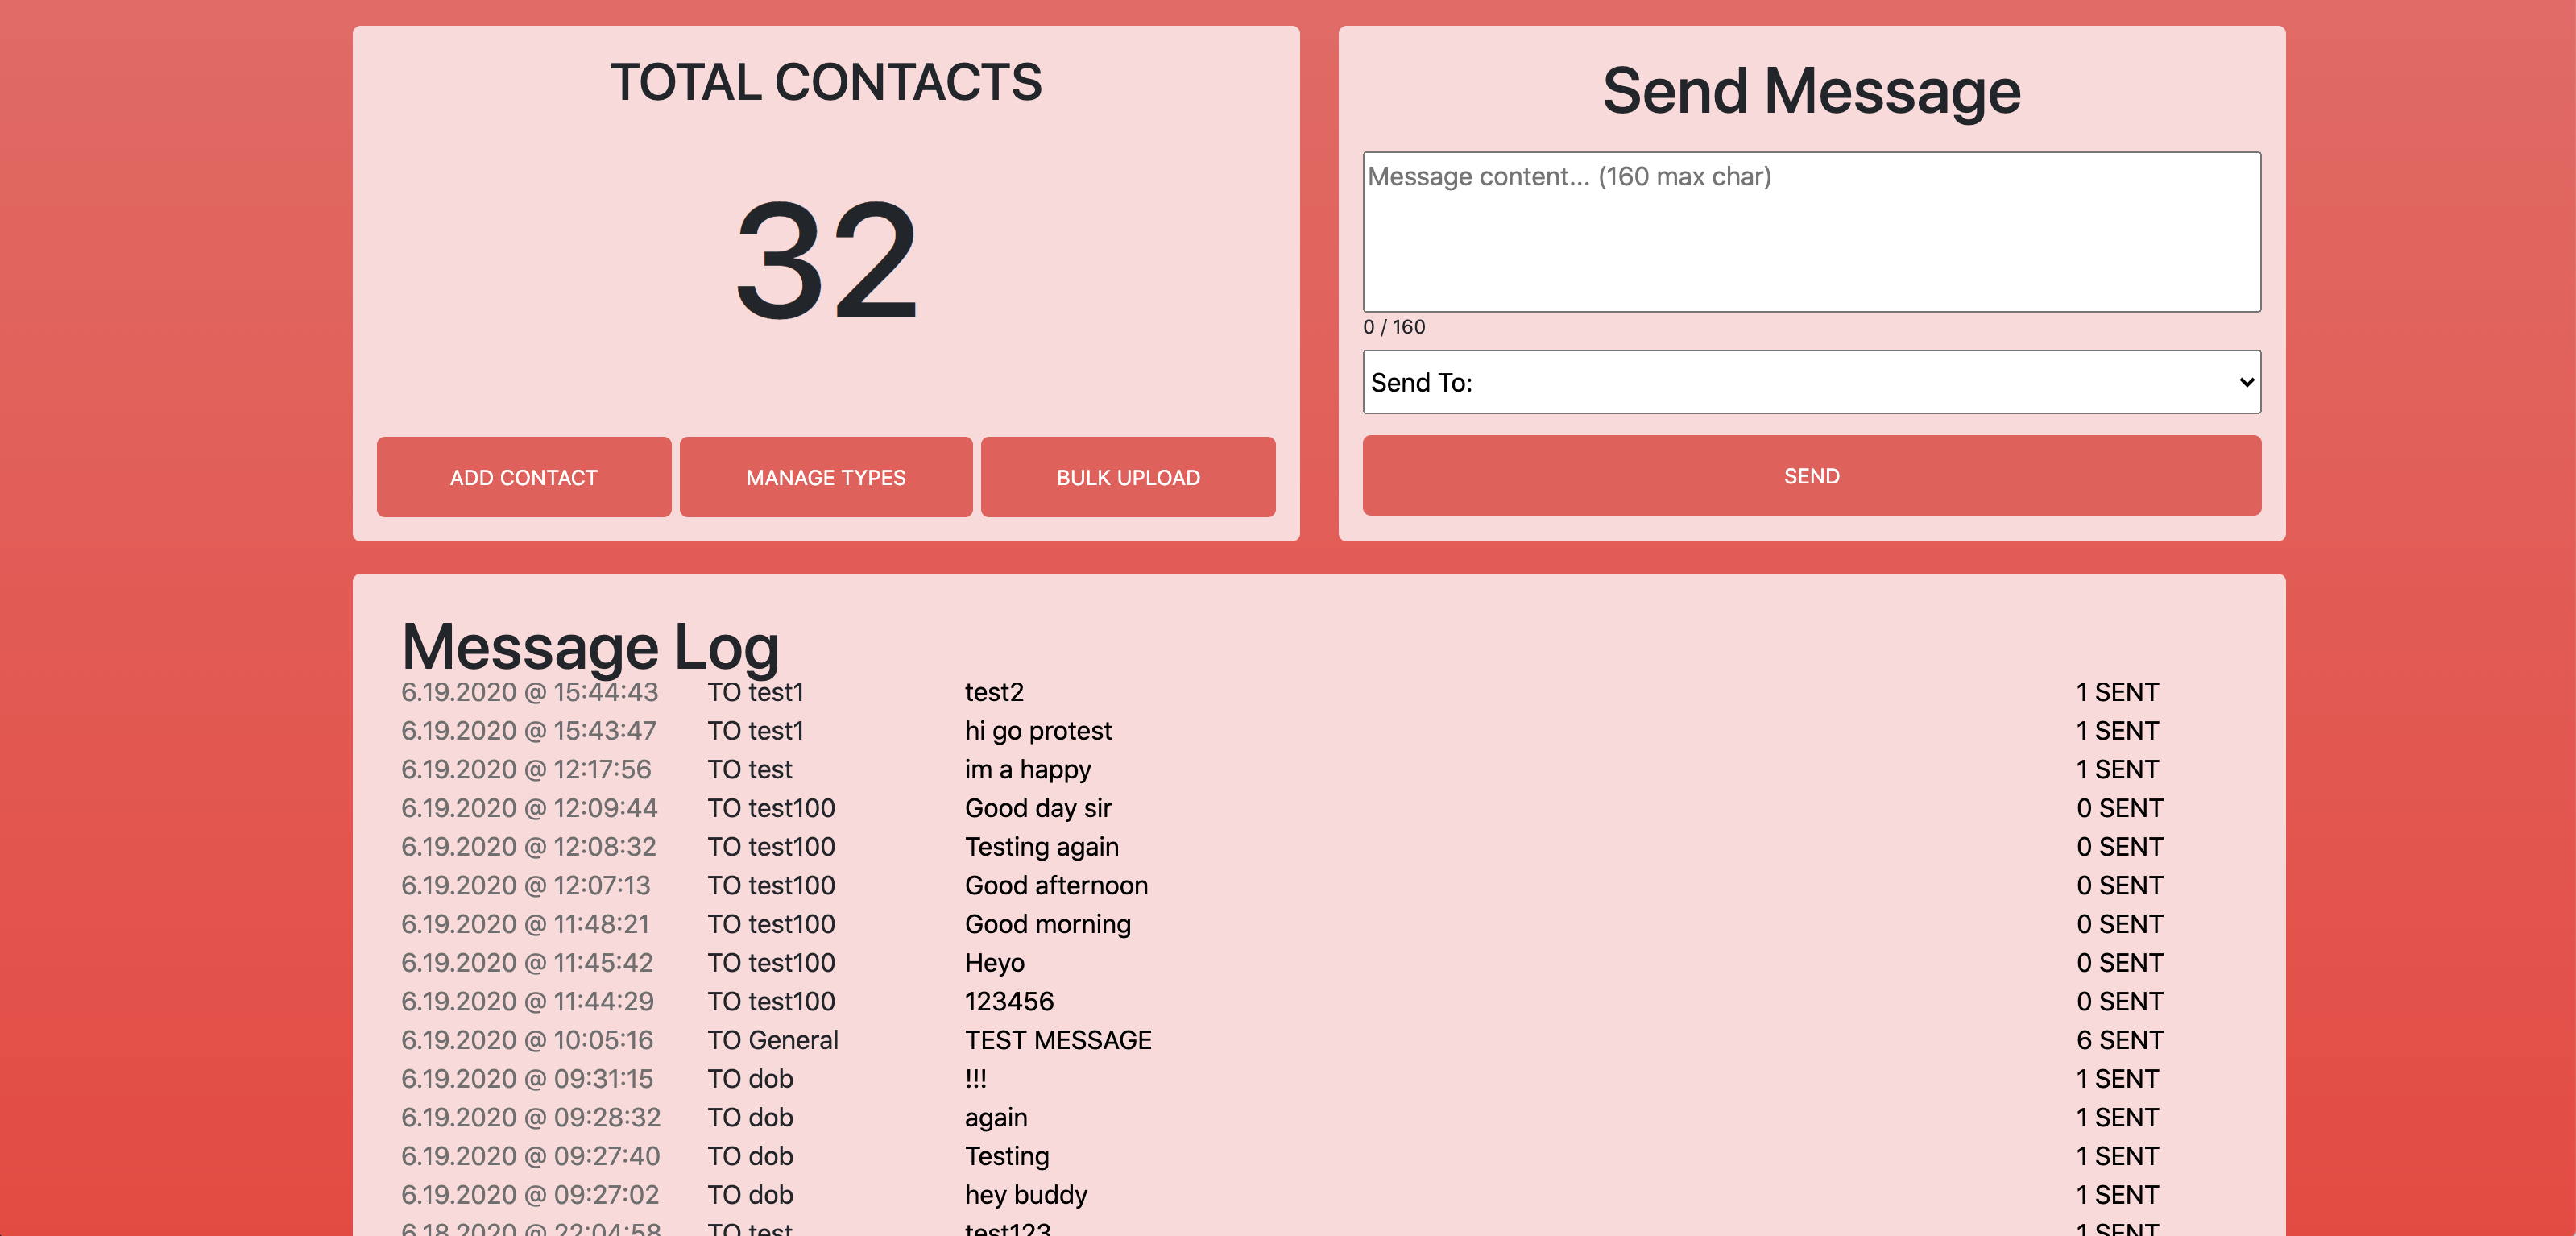 TOTAL CONTACTS
32
ADD CONTACT
MANAGE TYPES
BULK UPLOAD
Send Message
Message content... (160 max char)
0 / 160
Send To:
SEND
Message Log
6.19.2020 @ 15:44:43 TO test1 test2 1 SENT
6.19.2020 @ 15:43:47 TO test1 hi go protest 1 SENT
6.19.2020 @ 12:17:56 TO test im a happy 1 SENT
6.19.2020 @ 12:09:44 TO test100 Good day sir 0 SENT
6.19.2020 @ 12:08:32 TO test100 Testing again 0 SENT
6.19.2020 @ 12:07:13 TO test100 Good afternoon 0 SENT
6.19.2020 @ 11:48:21 TO test100 Good morning 0 SENT
6.19.2020 @ 11:45:42 TO test100 Heyo 0 SENT
6.19.2020 @ 11:44:29 TO test100 123456 0 SENT
6.19.2020 @ 10:05:16 TO General TEST MESSAGE 6 SENT
6.19.2020 @ 09:31:15 TO dob !!! 1 SENT
6.19.2020 @ 09:28:32 TO dob again 1 SENT
6.19.2020 @ 09:27:40 TO dob Testing 1 SENT
6.19.2020 @ 09:27:02 TO dob hey buddy 1 SENT
6.18.2020 @ 22:04:58 TO test test123 1 SENT